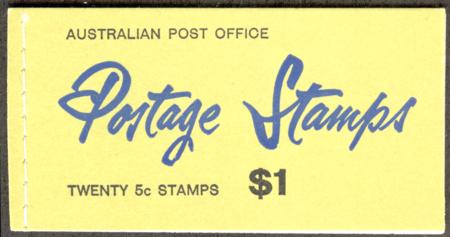 AUSTRALIAN POST OFFICE
Postage Stamps
TWENTY 5c STAMPS $1